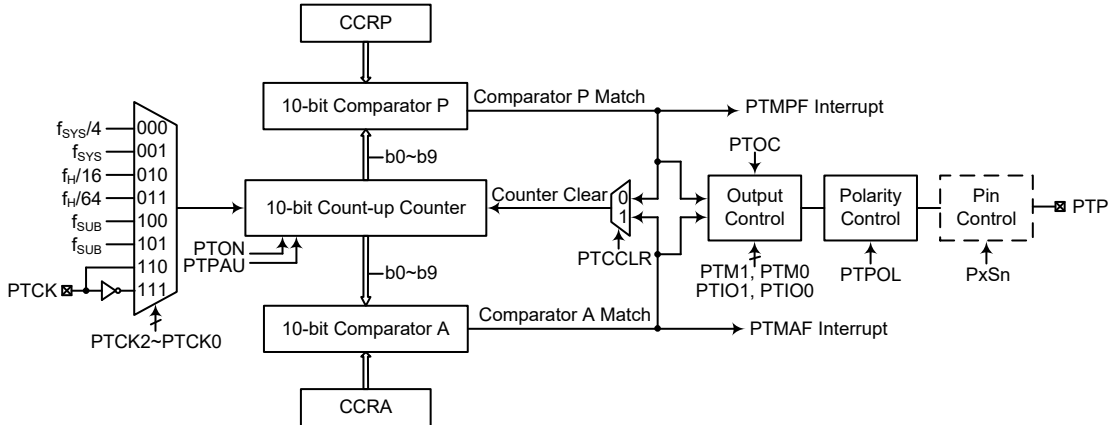 CCRP
10-bit Comparator P
Comparator P Match
PTMPF Interrupt
fSYS/4
000
fSYS
001
fH/16
010
fH/64
011
fSUB
100
fSUB
101
110
111
PTCK
PTCK2~PTCK0
b0~b9
10-bit Count-up Counter
PTON
PTPAU
Counter Clear
0
1
PTCCLR
b0~b9
PTOC
Output
Control
PTM1, PTM0
PTIO1, PTIO0
Polarity
Control
PTPOL
Pin
Control
PxSn
PTP
10-bit Comparator A
Comparator A Match
PTMAF Interrupt
CCRA